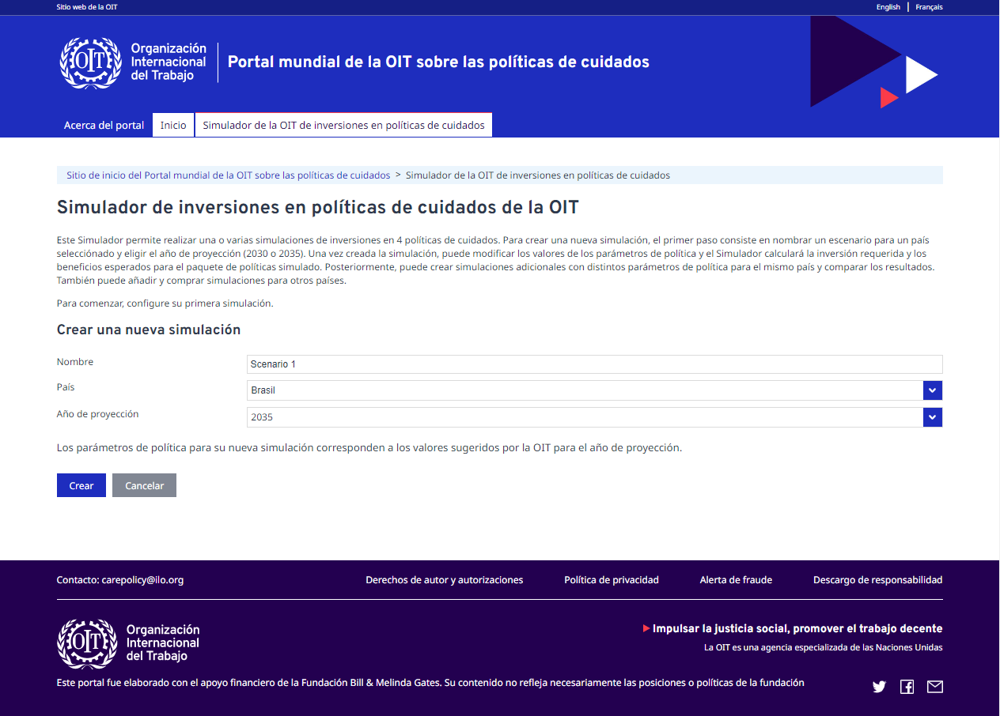 Sitio web de la OIT
English | Français
OIT
Organización
Internacional
del Trabajo
Portal mundial de la OIT sobre las políticas de cuidados
Acerca del portal
Inicio
Simulador de la OIT de inversiones en políticas de cuidados
Sitio de inicio del Portal mundial de la OIT sobre las políticas de cuidados > Simulador de la OIT de inversiones en políticas de cuidados
Simulador de inversiones en políticas de cuidados de la OIT
Este Simulador permite realizar una o varias simulaciones de inversiones en 4 políticas de cuidados. Para crear una nueva simulación, el primer paso consiste en nombrar un escenario para un país
selecciónado y eligir el año de proyección (2030 o 2035). Una vez creada la simulación, puede modificar los valores de los parámetros de política y el Simulador calculará la inversión requerida y los
beneficios esperados para el paquete de políticas simulado. Posteriormente, puede crear simulaciones adicionales con distintos parámetros de política para el mismo país y comparar los resultados.
También puede añadir y comprar simulaciones para otros países.
Para comenzar, configure su primera simulación.
Crear una nueva simulación
Nombre
Scenario 1
País
Brasil
Año de proyección
2035
Los parámetros de política para su nueva simulación corresponden a los valores sugeridos por la OIT para el año de proyección.
Crear
Cancelar
Contacto: carepolicy@ilo.org
Derechos de autor y autorizaciones
Política de privacidad
Alerta de fraude
Descargo de responsabilidad
OIT
Organización
Internacional
del Trabajo
Impulsar la justicia social, promover el trabajo decente
La OIT es una agencia especializada de las Naciones Unidas
Este portal fue elaborado con el apoyo financiero de la Fundación Bill & Melinda Gates. Su contenido no refleja necesariamente las posiciones o políticas de la fundación